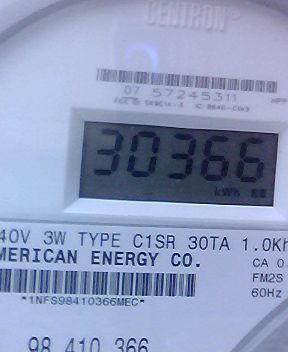 CENTRON®
07 57245311
30366
kWh
40V 3W TYPE C1SR 30TA 1.0Kh
MERICAN ENERGY CO.
CA 0.
FM2S
60Hz
*1NFS98410366MEC*
98 410 366